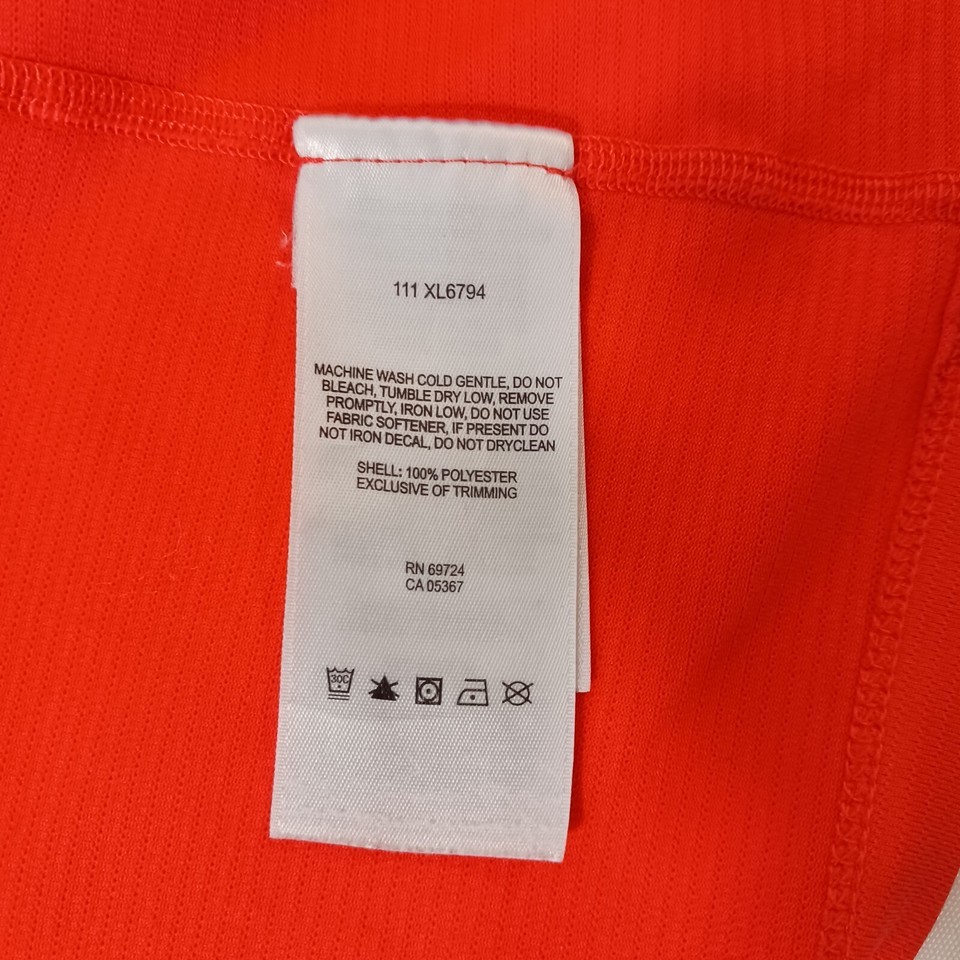 111 XL6794
MACHINE WASH COLD GENTLE, DO NOT
BLEACH, TUMBLE DRY LOW, REMOVE
PROMPTLY, IRON LOW, DO NOT USE
FABRIC SOFTENER, IF PRESENT DO
NOT IRON DECAL, DO NOT DRYCLEAN
SHELL: 100% POLYESTER
EXCLUSIVE OF TRIMMING
RN 69724
CA 05367
30C